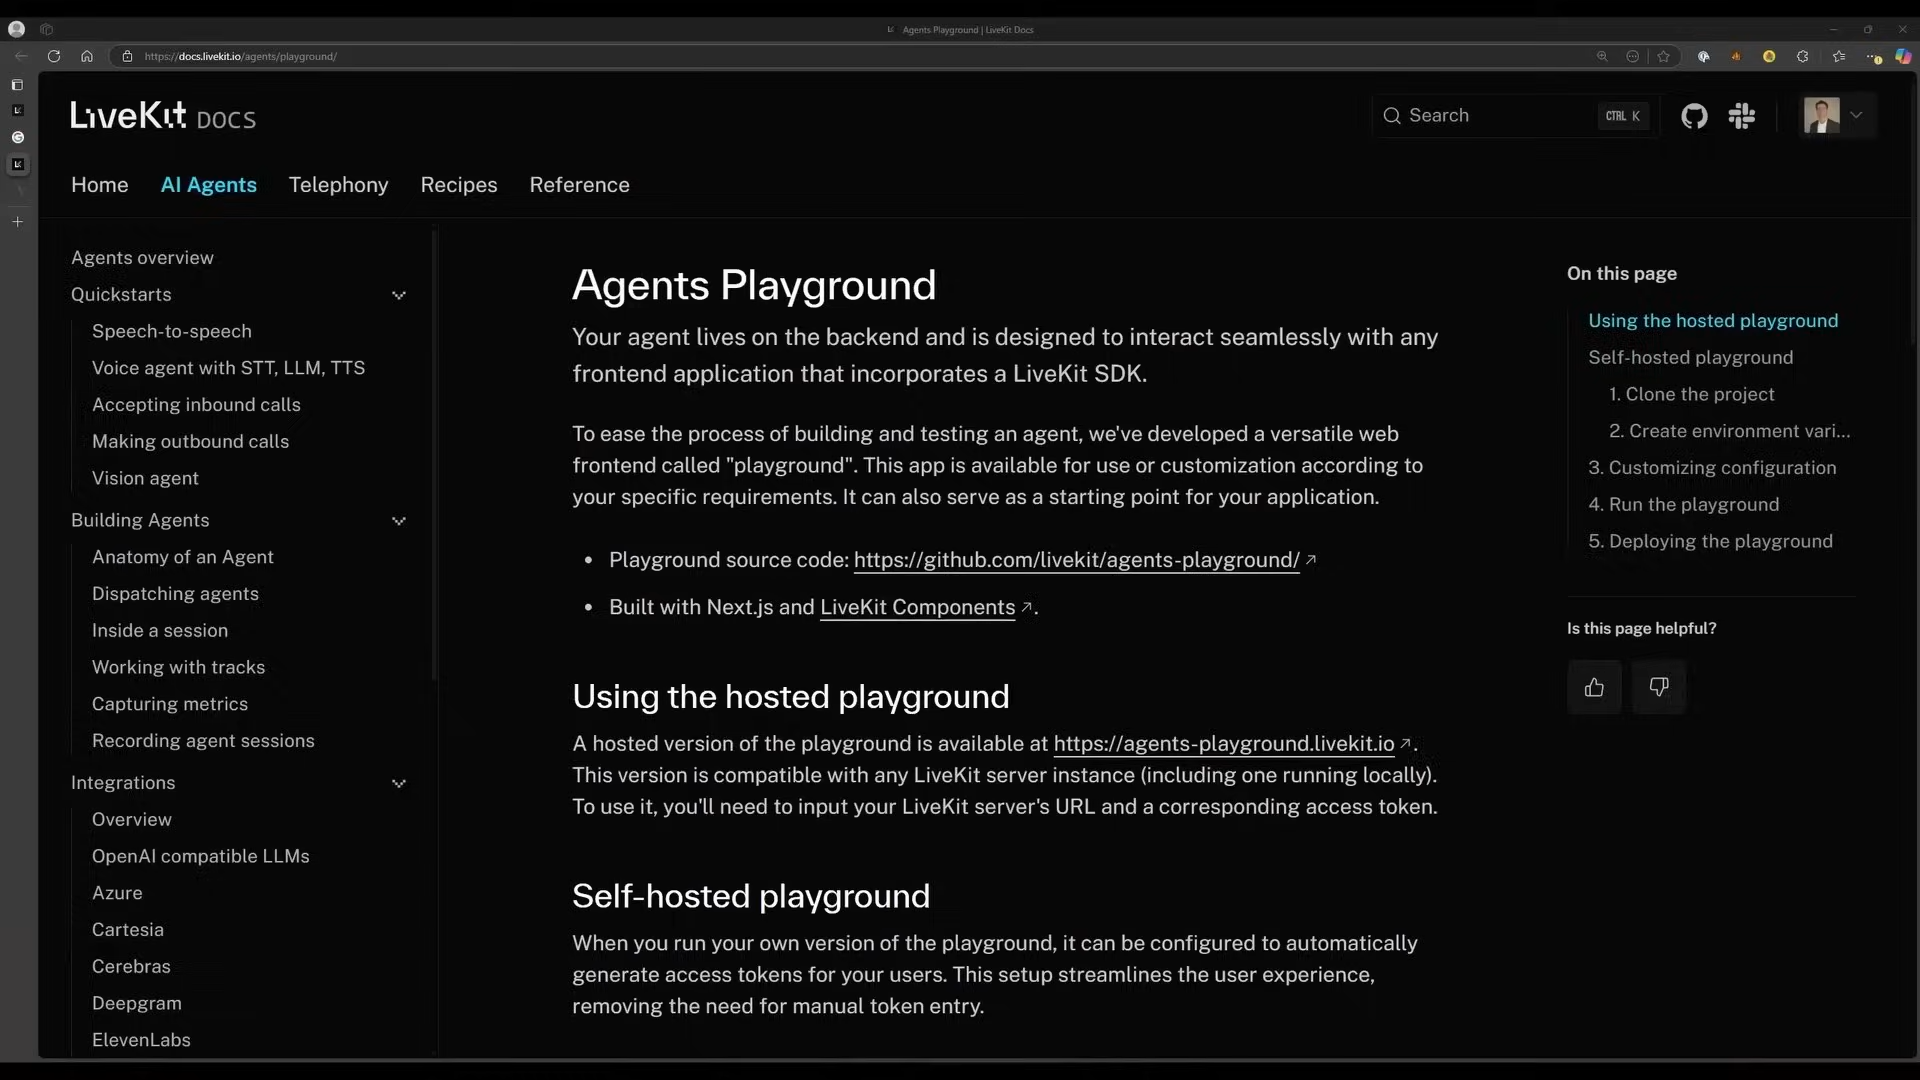 Agents Playground | LiveKit Docs
https://docs.livekit.io/agents/playground/
LiveKit DOCS
Search
CTRL K
Home
AI Agents
Telephony
Recipes
Reference
Agents overview
Quickstarts
Speech-to-speech
Voice agent with STT, LLM, TTS
Accepting inbound calls
Making outbound calls
Vision agent
Building Agents
Anatomy of an Agent
Dispatching agents
Inside a session
Working with tracks
Capturing metrics
Recording agent sessions
Integrations
Overview
OpenAI compatible LLMs
Azure
Cartesia
Cerebras
Deepgram
ElevenLabs
Agents Playground
Your agent lives on the backend and is designed to interact seamlessly with any
frontend application that incorporates a LiveKit SDK.
To ease the process of building and testing an agent, we've developed a versatile web
frontend called "playground". This app is available for use or customization according to
your specific requirements. It can also serve as a starting point for your application.
• Playground source code: https://github.com/livekit/agents-playground/
• Built with Next.js and LiveKit Components.
Using the hosted playground
A hosted version of the playground is available at https://agents-playground.livekit.io.
This version is compatible with any LiveKit server instance (including one running locally).
To use it, you'll need to input your LiveKit server's URL and a corresponding access token.
Self-hosted playground
When you run your own version of the playground, it can be configured to automatically
generate access tokens for your users. This setup streamlines the user experience,
removing the need for manual token entry.
On this page
Using the hosted playground
Self-hosted playground
1. Clone the project
2. Create environment vari...
3. Customizing configuration
4. Run the playground
5. Deploying the playground
Is this page helpful?